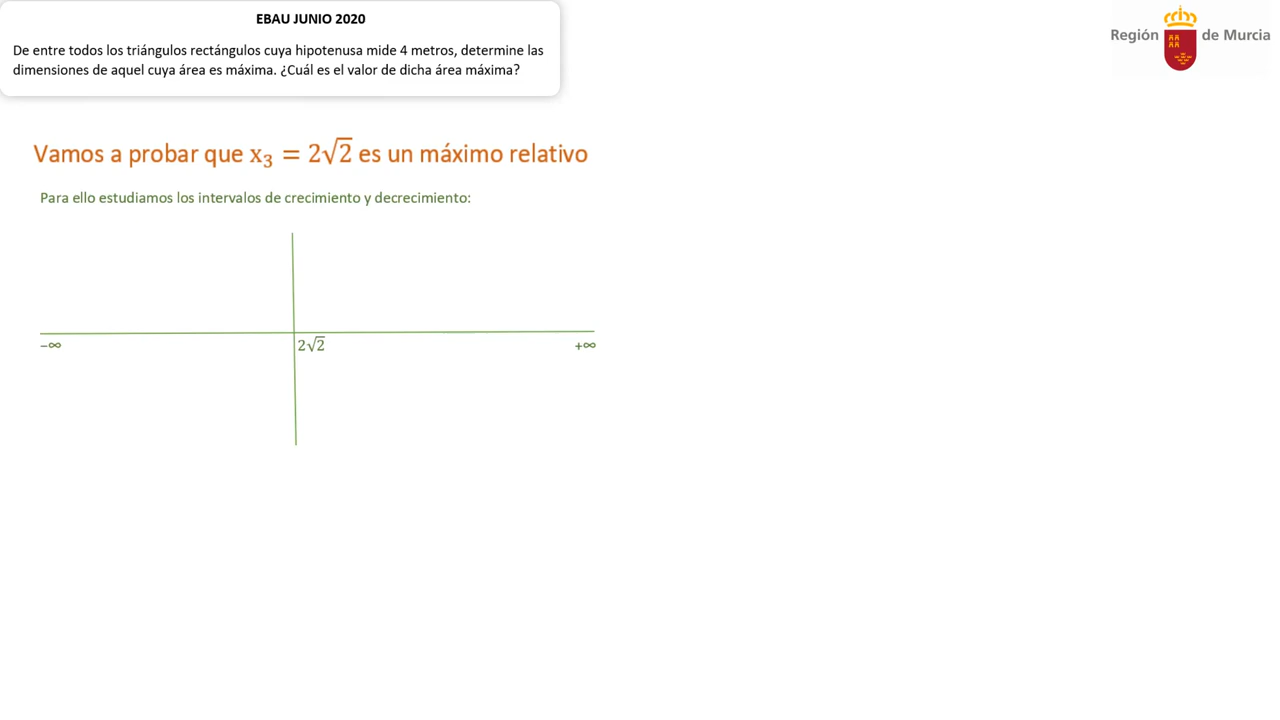 EBAU JUNIO 2020
De entre todos los triángulos rectángulos cuya hipotenusa mide 4 metros, determine las
dimensiones de aquel cuya área es máxima. ¿Cuál es el valor de dicha área máxima?
Región de Murcia
Vamos a probar que x₃ = 2√2 es un máximo relativo
Para ello estudiamos los intervalos de crecimiento y decrecimiento:
−∞ 2√2 +∞